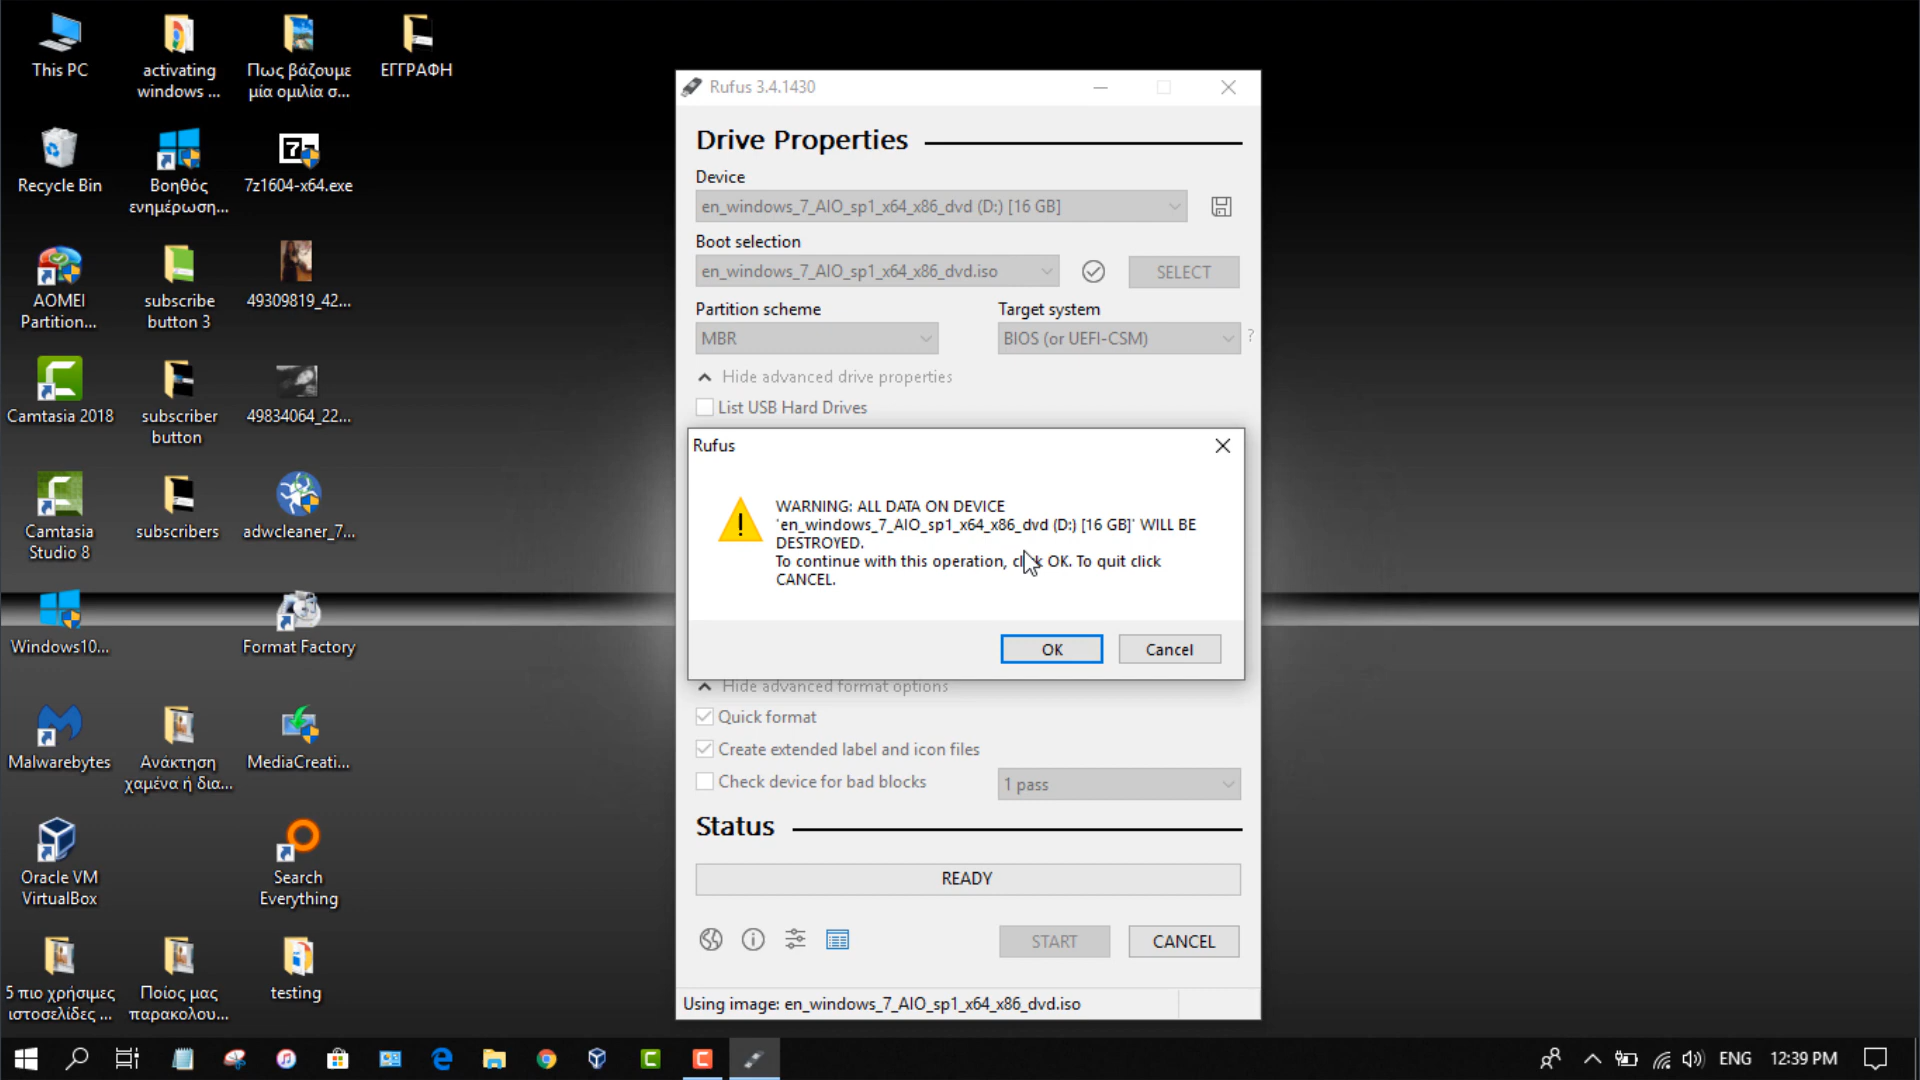 This PC
activating
windows ...
Πως βάζουμε
μία ομιλία σ...
ΕΓΓΡΑΦΗ
Recycle Bin
Βοηθός
ενημέρωση...
7z1604-x64.exe
AOMEI
Partition...
subscribe
button 3
49309819_42...
Camtasia 2018
subscriber
button
49834064_22...
Camtasia
Studio 8
subscribers
adwcleaner_7...
Windows10...
Format Factory
Malwarebytes
Ανάκτηση
χαμένα ή δια...
MediaCreati...
Oracle VM
VirtualBox
Search
Everything
5 πιο χρήσιμες
ιστοσελίδες ...
Ποίος μας
παρακολου...
testing
Rufus 3.4.1430
Drive Properties
Device
en_windows_7_AIO_sp1_x64_x86_dvd (D:) [16 GB]
Boot selection
en_windows_7_AIO_sp1_x64_x86_dvd.iso
SELECT
Partition scheme
Target system
MBR
BIOS (or UEFI-CSM)
?
Hide advanced drive properties
List USB Hard Drives
Rufus
WARNING: ALL DATA ON DEVICE
'en_windows_7_AIO_sp1_x64_x86_dvd (D:) [16 GB]' WILL BE
DESTROYED.
To continue with this operation, click OK. To quit click
CANCEL.
OK
Cancel
Hide advanced format options
Quick format
Create extended label and icon files
Check device for bad blocks
1 pass
Status
READY
START
CANCEL
Using image: en_windows_7_AIO_sp1_x64_x86_dvd.iso
ENG
12:39 PM